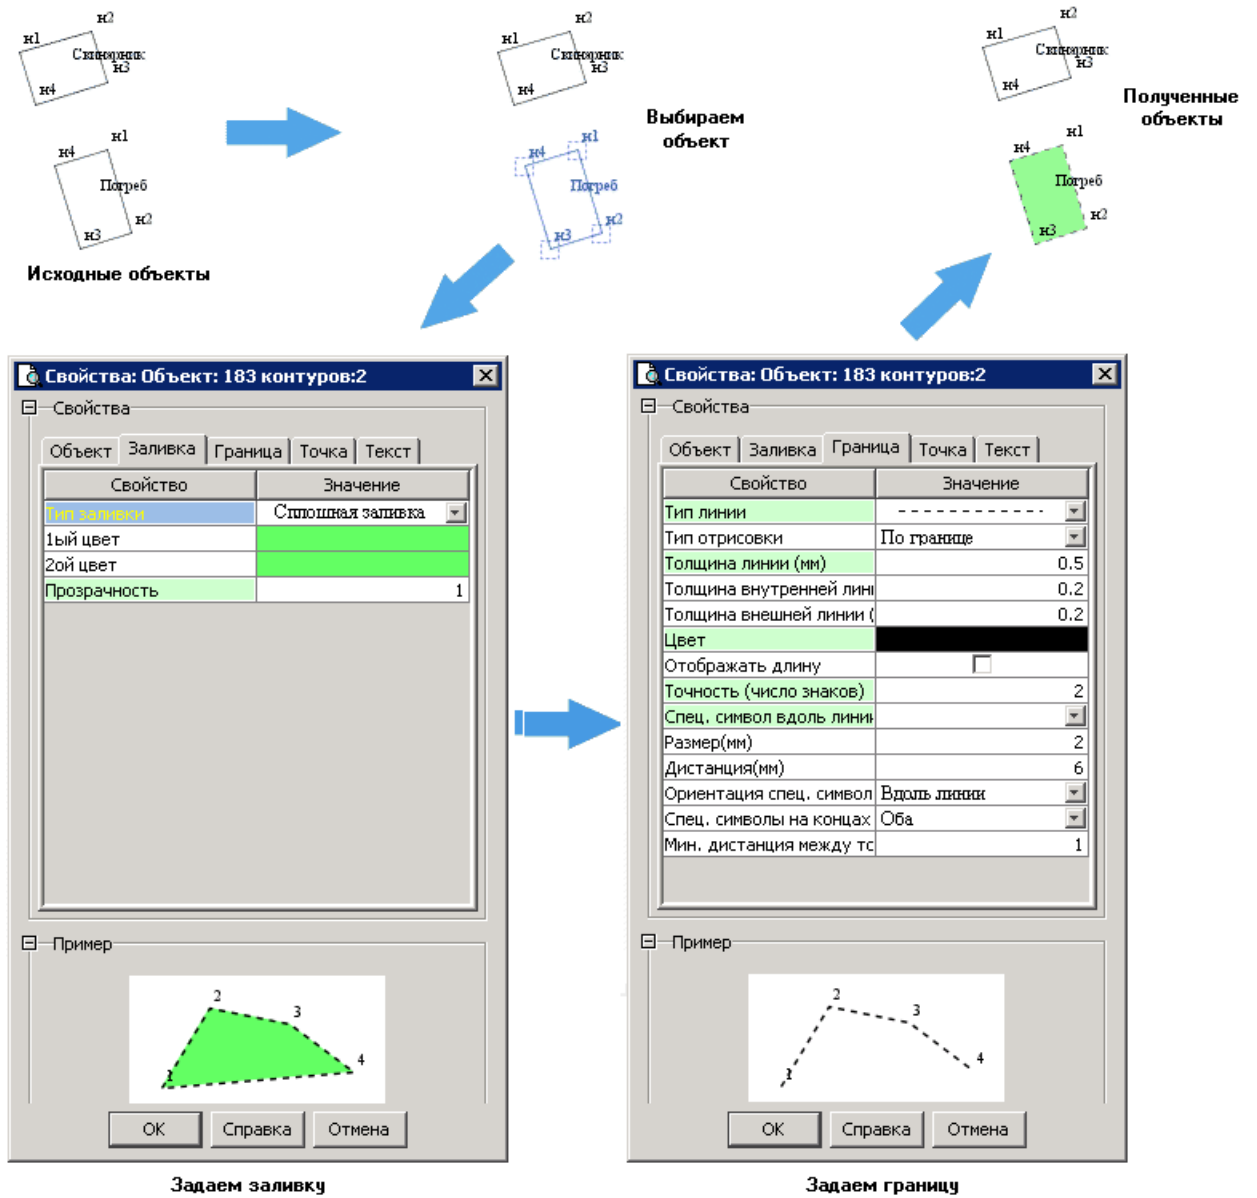 н1
н2
Свинарник
н3
н4
н1
н4
Погреб
н2
н3
Исходные объекты
н1
н2
Свинарник
н3
н4
Выбираем
объект
н1
н4
Погреб
н2
н3
н1
н2
Свинарник
н3
н4
Полученные
объекты
н1
н4
Погреб
н2
н3
Свойства: Объект: 183 контуров:2
Свойства
Объект Заливка Граница Точка Текст
Свойство Значение
Тип заливки Сплошная заливка
1ый цвет
2ой цвет
Прозрачность 1
Пример
2
3
1
4
OK Справка Отмена
Задаем заливку
Свойства: Объект: 183 контуров:2
Свойства
Объект Заливка Граница Точка Текст
Свойство Значение
Тип линии
Тип отрисовки По границе
Толщина линии (мм) 0.5
Толщина внутренней лин 0.2
Толщина внешней линии ( 0.2
Цвет
Отображать длину
Точность (число знаков) 2
Спец. символ вдоль линии
Размер(мм) 2
Дистанция(мм) 6
Ориентация спец. символ Вдоль линии
Спец. символы на концах Оба
Мин. дистанция между то 1
Пример
2
3
1
4
OK Справка Отмена
Задаем границу